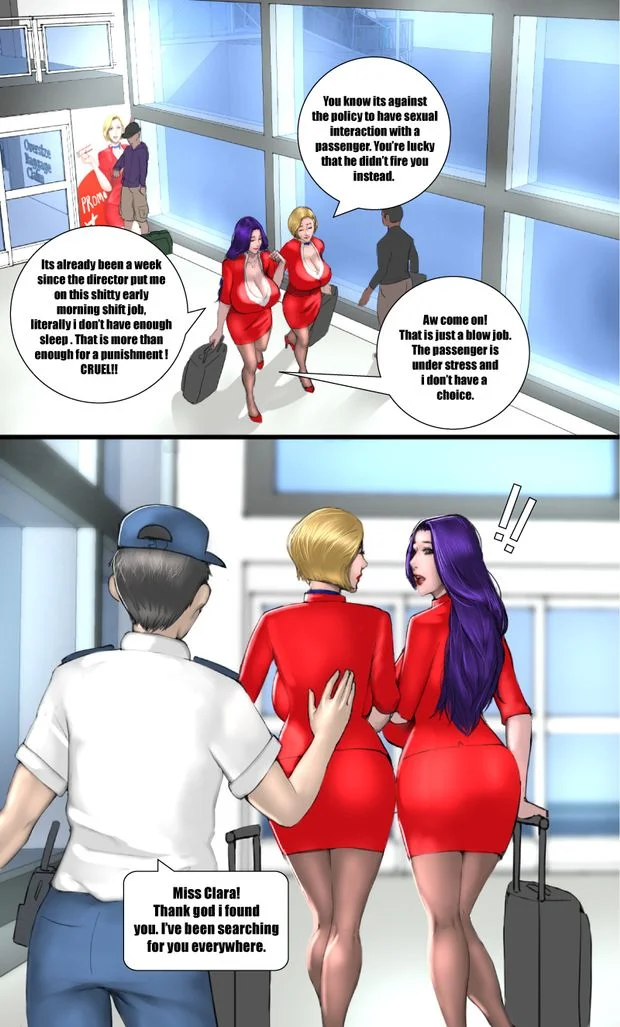 You know its against
the policy to have sexual
interaction with a
passenger. You're lucky
that he didn't fire you
instead.
Oversize
Baggage
PROMO
Its already been a week
since the director put me
on this shitty early
morning shift job,
literally i don't have enough
sleep . That is more than
enough for a punishment !
CRUEL!!
Aw come on!
That is just a blow job.
The passenger is
under stress and
i don't have a
choice.
!!
Miss Clara!
Thank god i found
you. I've been searching
for you everywhere.